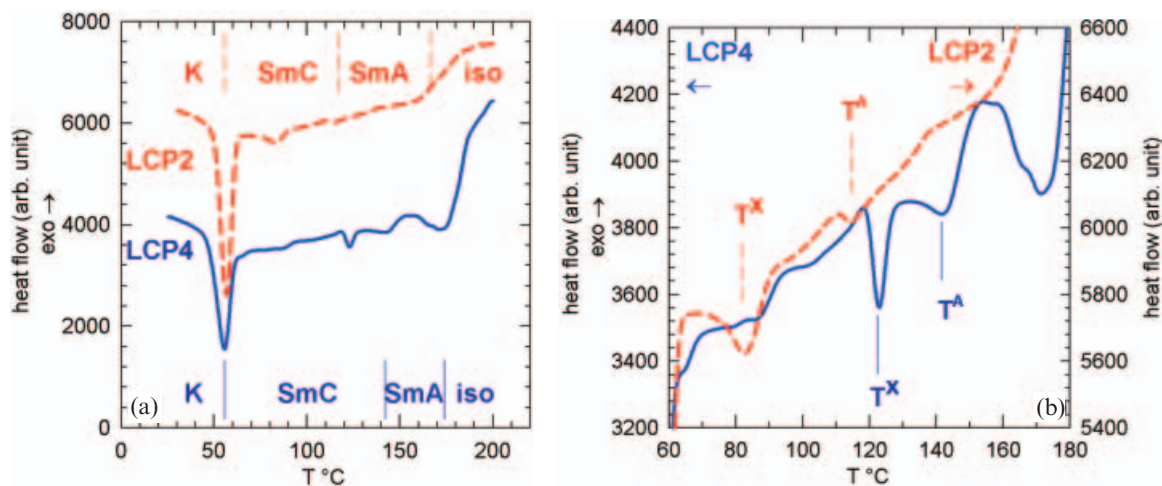 8000
6000
4000
2000
0
heat flow (arb. unit)
exo →
K SmC SmA iso
LCP2
LCP4
K SmC SmA iso
(a)
0 50 100 150 200
T °C
4400
4200
4000
3800
3600
3400
3200
heat flow (arb. unit)
exo →
LCP4
←
LCP2
→
T^A
T^X
T^A
T^X
(b)
60 80 100 120 140 160 180
T °C
6600
6400
6200
6000
5800
5600
5400
heat flow (arb. unit)
exo →